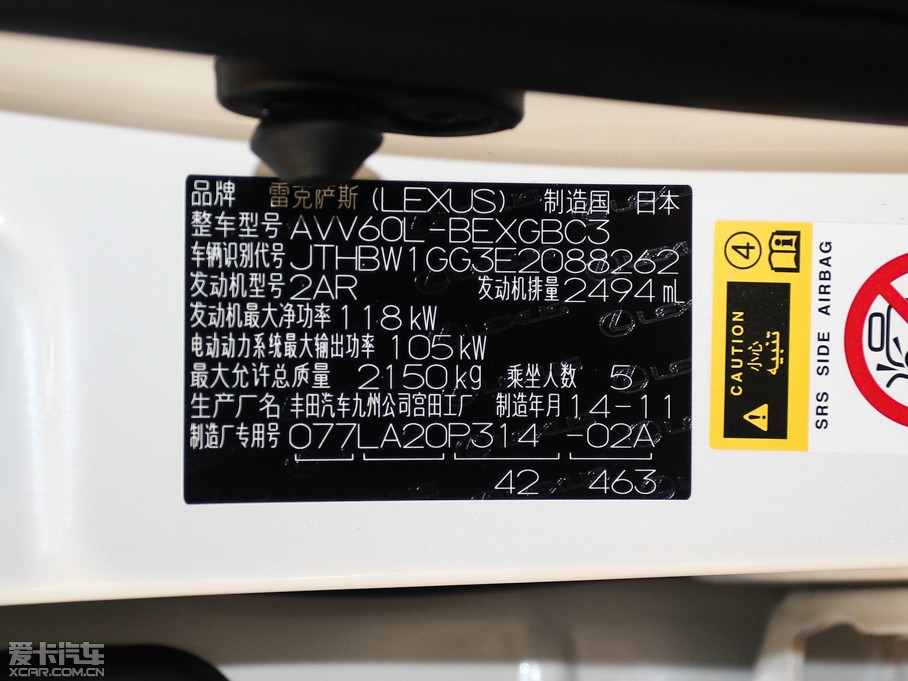 品牌 雷克萨斯 (LEXUS) 制造国 日本
整车型号 AVV60L-BEXGBC3
车辆识别代号 JTHBW1GG3E2088262
发动机型号 2AR 发动机排量 2494 mL
发动机最大净功率 118 kW
电动动力系统最大输出功率 105 kW
最大允许总质量 2150 kg 乘坐人数 5
生产厂名 丰田汽车九州公司宫田工厂 制造年月 14-11
制造厂专用号 077LA20P314 -02A
42 463
4
CAUTION
小心
تنبيه
SRS SIDE AIRBAG
爱卡汽车
XCAR.COM.CN